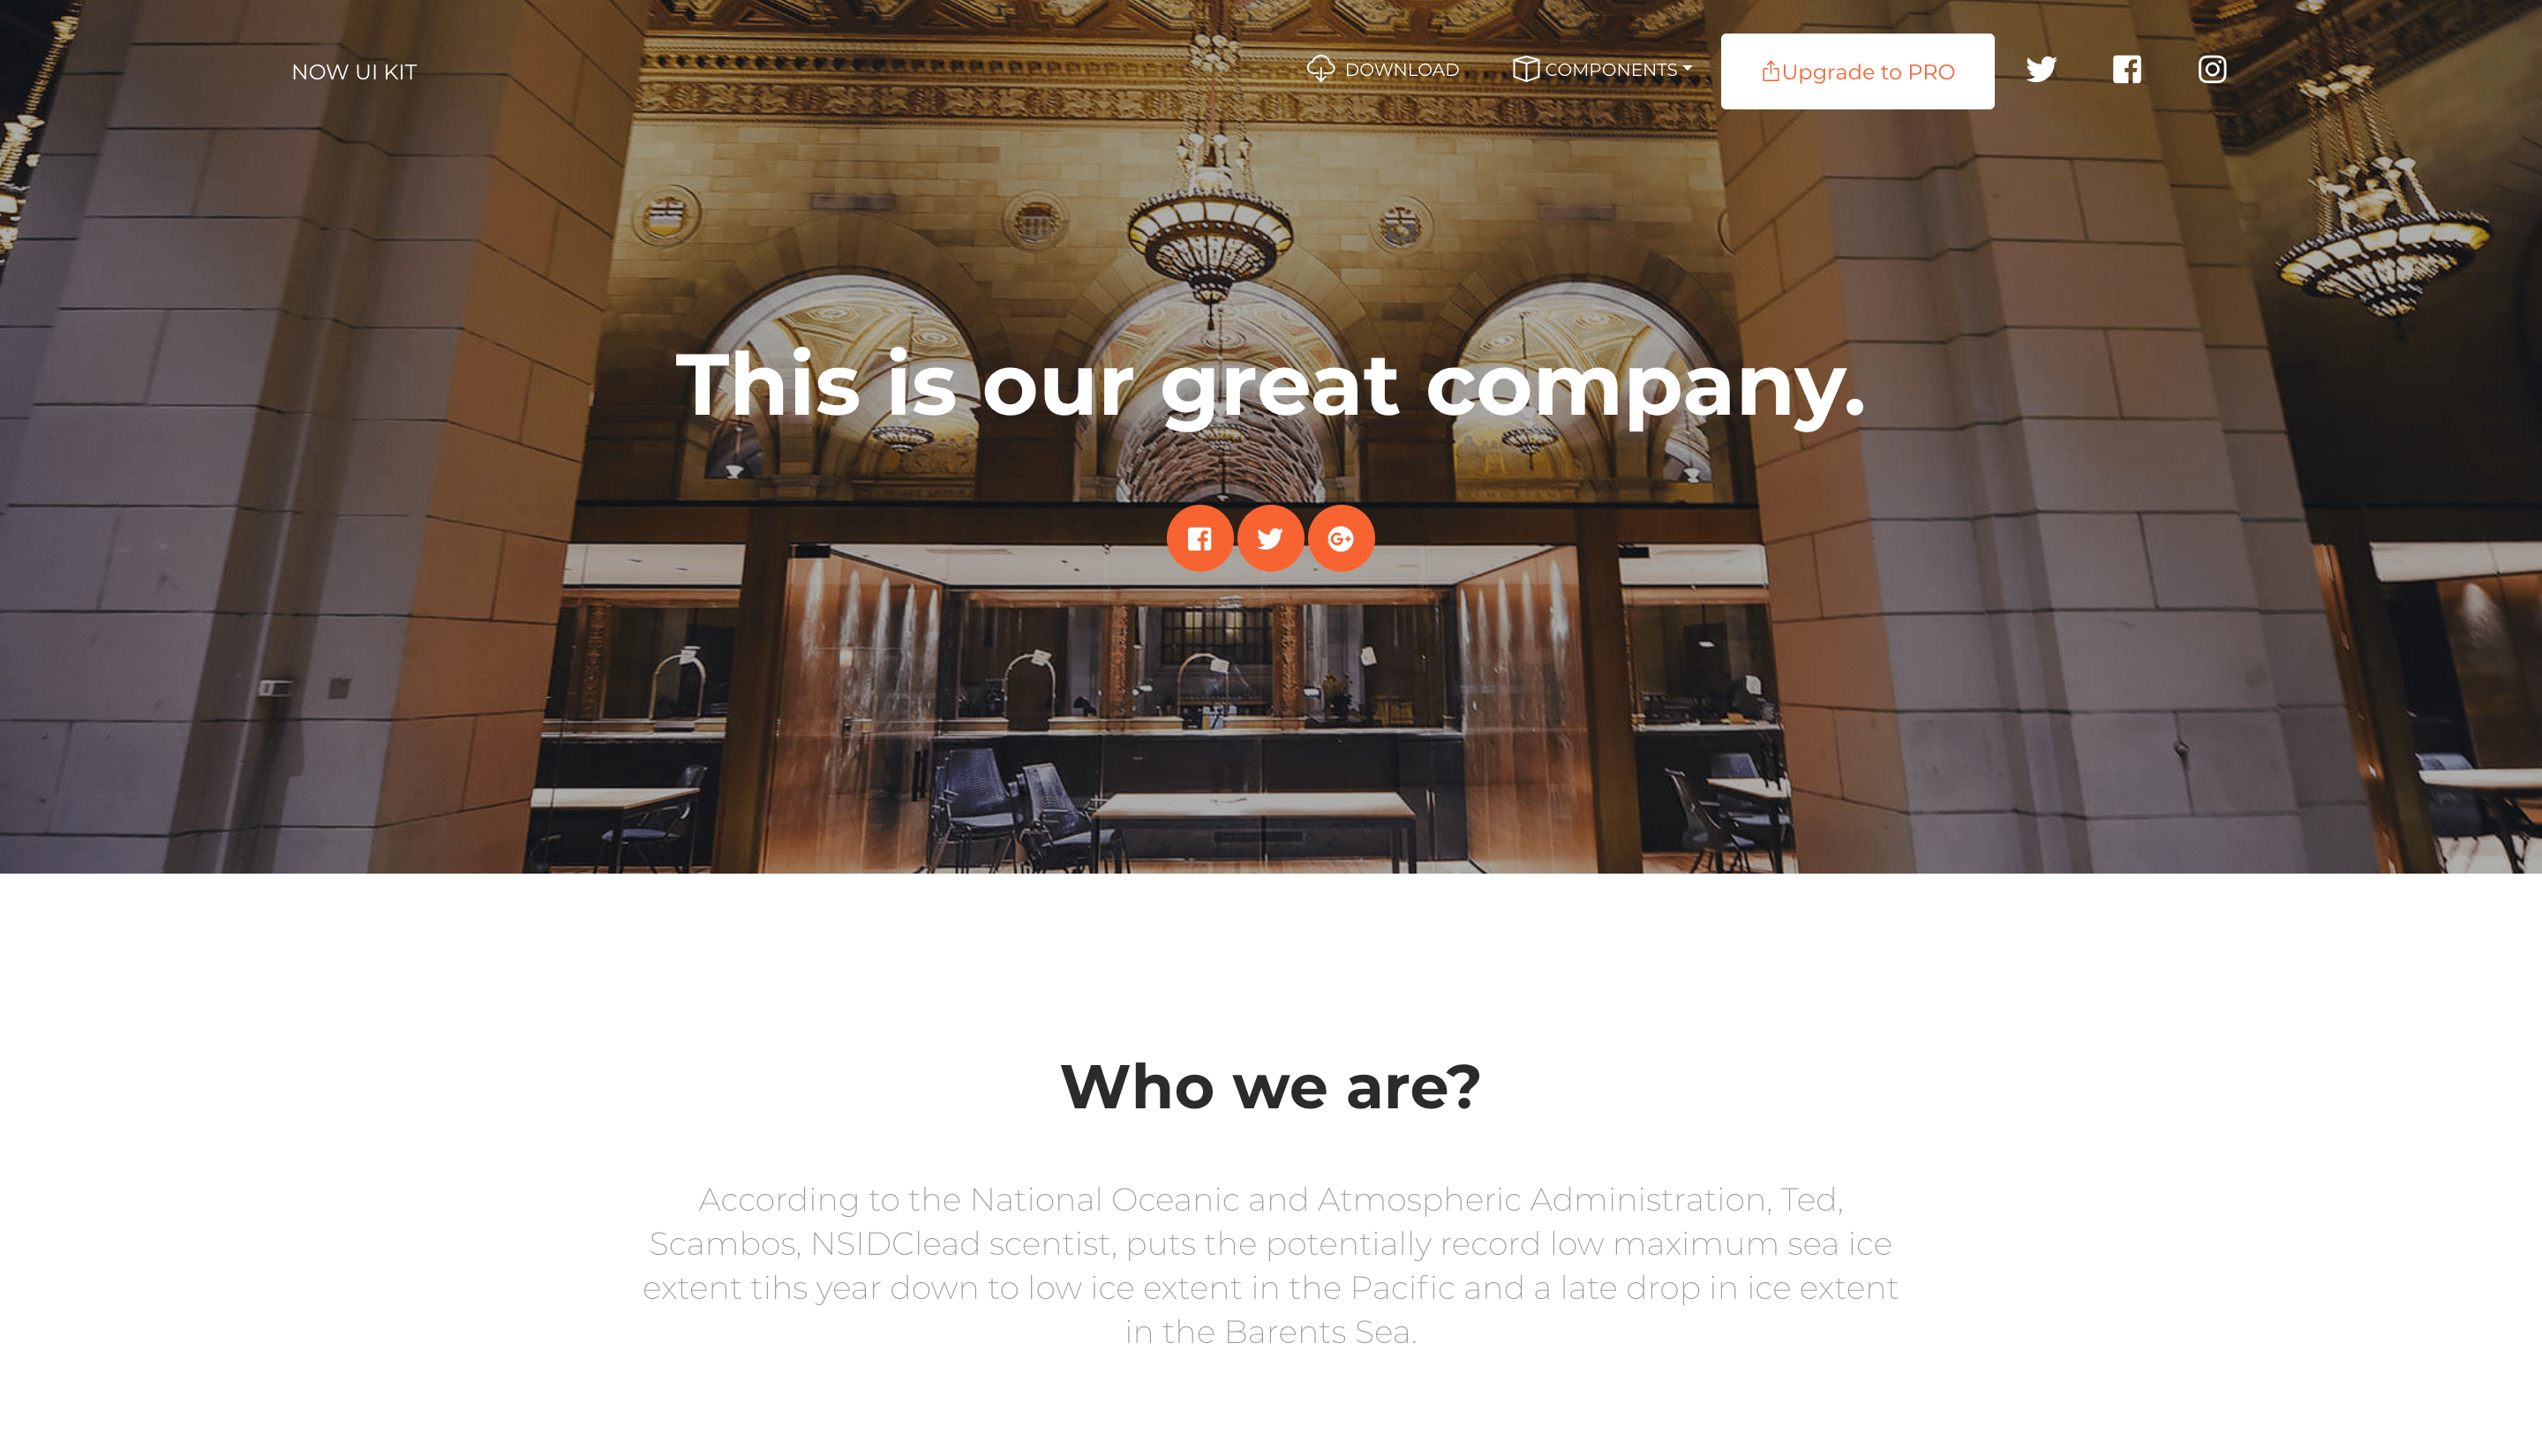 NOW UI KIT
DOWNLOAD
COMPONENTS
Upgrade to PRO
This is our great company.
Who we are?
According to the National Oceanic and Atmospheric Administration, Ted,
Scambos, NSIDClead scentist, puts the potentially record low maximum sea ice
extent tihs year down to low ice extent in the Pacific and a late drop in ice extent
in the Barents Sea.